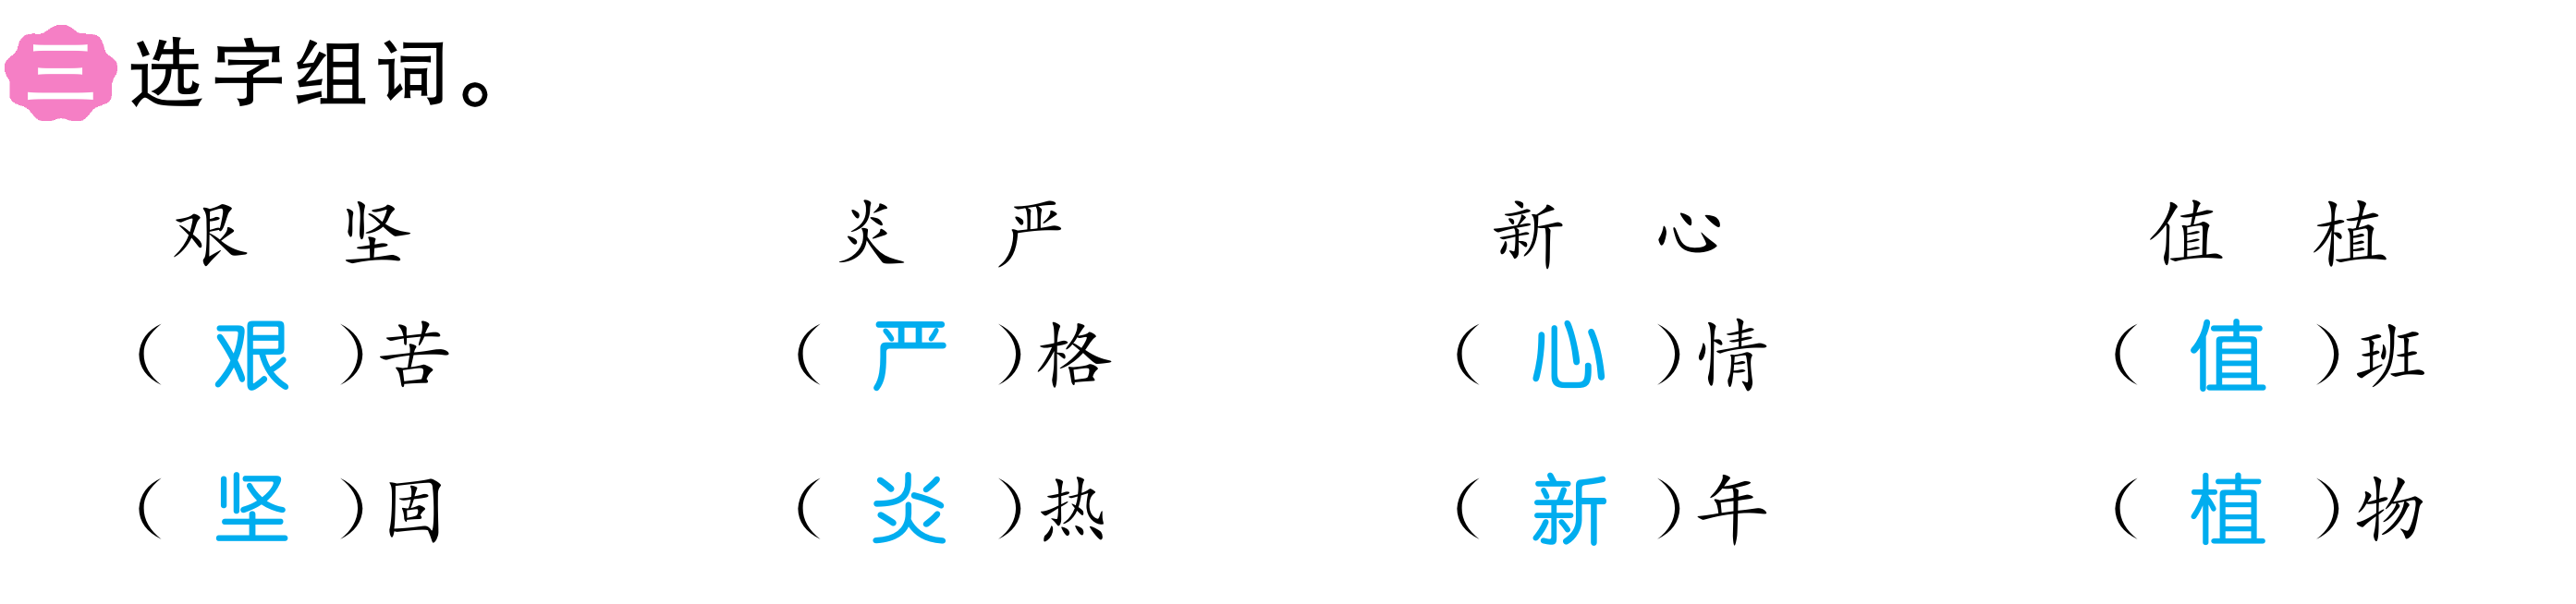 三 选字组词。
艰 坚 炎 严 新 心 值 植
（ 艰 ）苦 （ 严 ）格 （ 心 ）情 （ 值 ）班
（ 坚 ）固 （ 炎 ）热 （ 新 ）年 （ 植 ）物